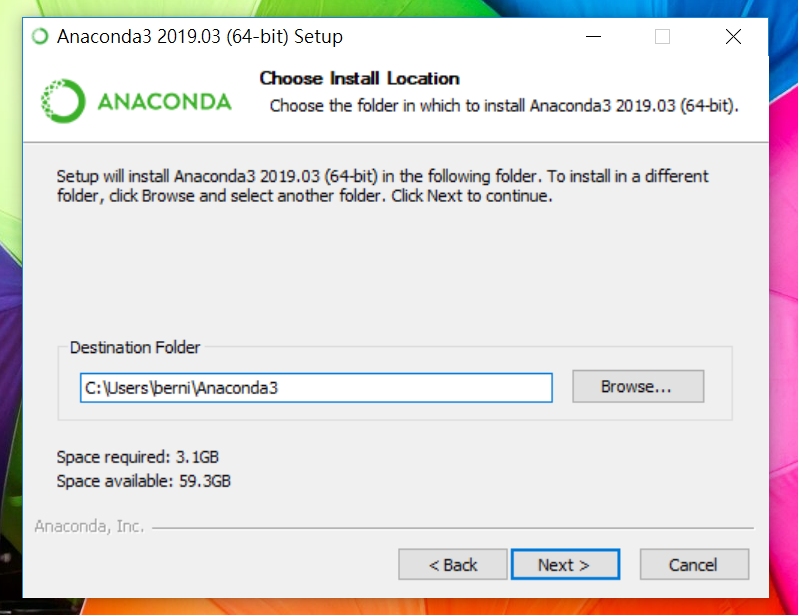 Anaconda3 2019.03 (64-bit) Setup
Choose Install Location
ANACONDA
Choose the folder in which to install Anaconda3 2019.03 (64-bit).
Setup will install Anaconda3 2019.03 (64-bit) in the following folder. To install in a different
folder, click Browse and select another folder. Click Next to continue.
Destination Folder
C:\Users\berni\Anaconda3
Browse...
Space required: 3.1GB
Space available: 59.3GB
Anaconda, Inc.
< Back
Next >
Cancel